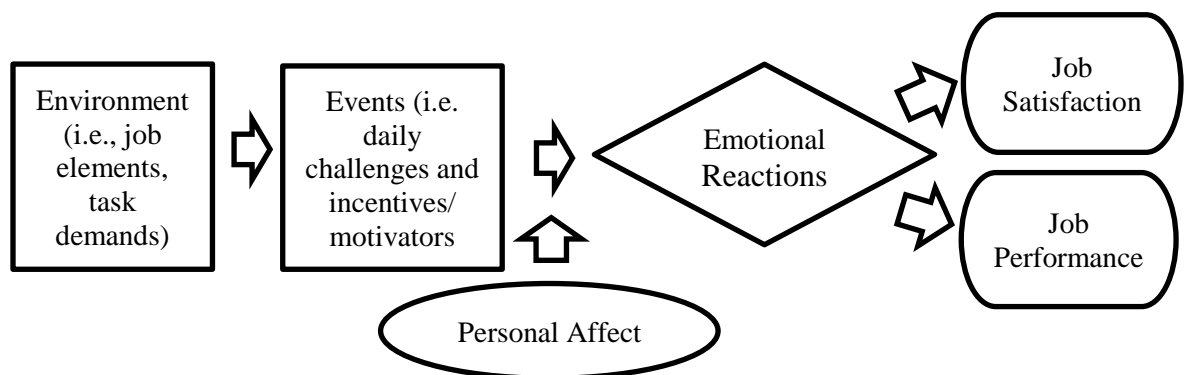 Environment
(i.e., job
elements,
task
demands)
Events (i.e.
daily
challenges and
incentives/
motivators
Emotional
Reactions
Job
Satisfaction
Job
Performance
Personal Affect